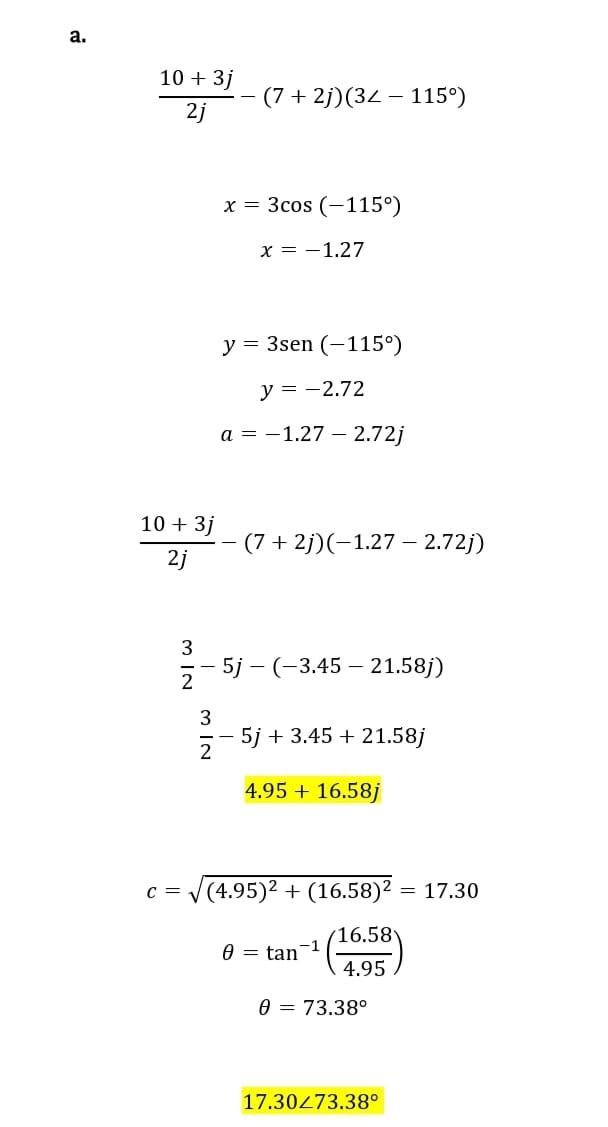 a.
(10 + 3j)/(2j) − (7 + 2j)(3∠ − 115°)
x = 3cos (−115°)
x = −1.27
y = 3sen (−115°)
y = −2.72
a = −1.27 − 2.72j
(10 + 3j)/(2j) − (7 + 2j)(−1.27 − 2.72j)
3/2 − 5j − (−3.45 − 21.58j)
3/2 − 5j + 3.45 + 21.58j
4.95 + 16.58j
c = √((4.95)² + (16.58)²) = 17.30
θ = tan⁻¹ (16.58/4.95)
θ = 73.38°
17.30∠73.38°